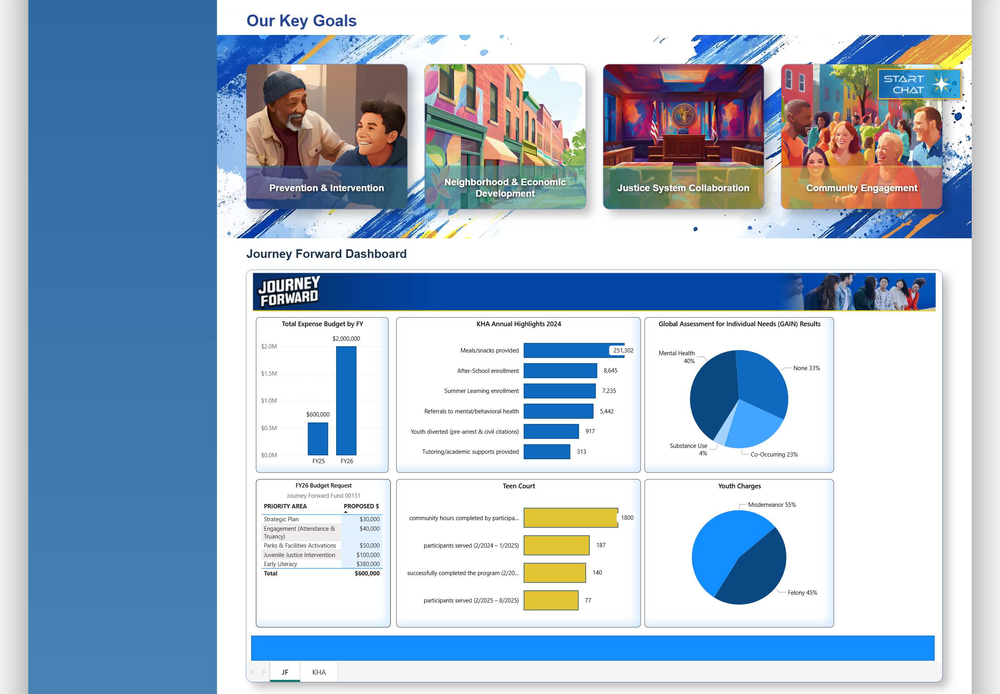 Our Key Goals
START
CHAT
Prevention & Intervention
Neighborhood & Economic
Development
Justice System Collaboration
Community Engagement
Journey Forward Dashboard
JOURNEY
FORWARD
Total Expense Budget by FY
$2,000,000
$2.0M
$1.5M
$1.0M
$600,000
$0.5M
$0.0M
FY25 FY26
KHA Annual Highlights 2024
Meals/snacks provided 251,302
After-School enrollment 8,645
Summer Learning enrollment 7,235
Referrals to mental/behavioral health 5,442
Youth diverted (pre-arrest & civil citations) 917
Tutoring/academic supports provided 313
Global Assessment for Individual Needs (GAIN) Results
Mental Health
40%
None 33%
Substance Use
4%
Co-Occurring 23%
FY26 Budget Request
Journey Forward Fund 00131
PRIORITY AREA PROPOSED $
Strategic Plan $30,000
Engagement (Attendance & $40,000
Truancy)
Parks & Facilities Activations $50,000
Juvenile Justice Intervention $100,000
Early Literacy $380,000
Total $600,000
Teen Court
community hours completed by participa... 1800
participants served (2/2024 – 1/2025) 187
successfully completed the program (2/20... 140
participants served (2/2025 – 8/2025) 77
Youth Charges
Misdemeanor 55%
Felony 45%
JF KHA